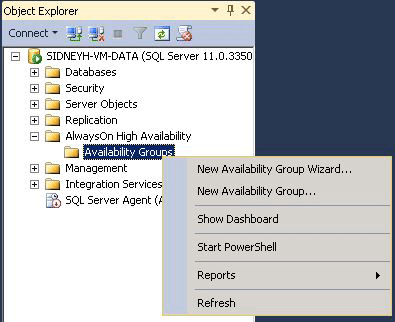 Object Explorer
Connect
SIDNEYH-VM-DATA (SQL Server 11.0.3350
Databases
Security
Server Objects
Replication
AlwaysOn High Availability
Availability Groups
Management
Integration Services
SQL Server Agent (A
New Availability Group Wizard...
New Availability Group...
Show Dashboard
Start PowerShell
Reports
Refresh